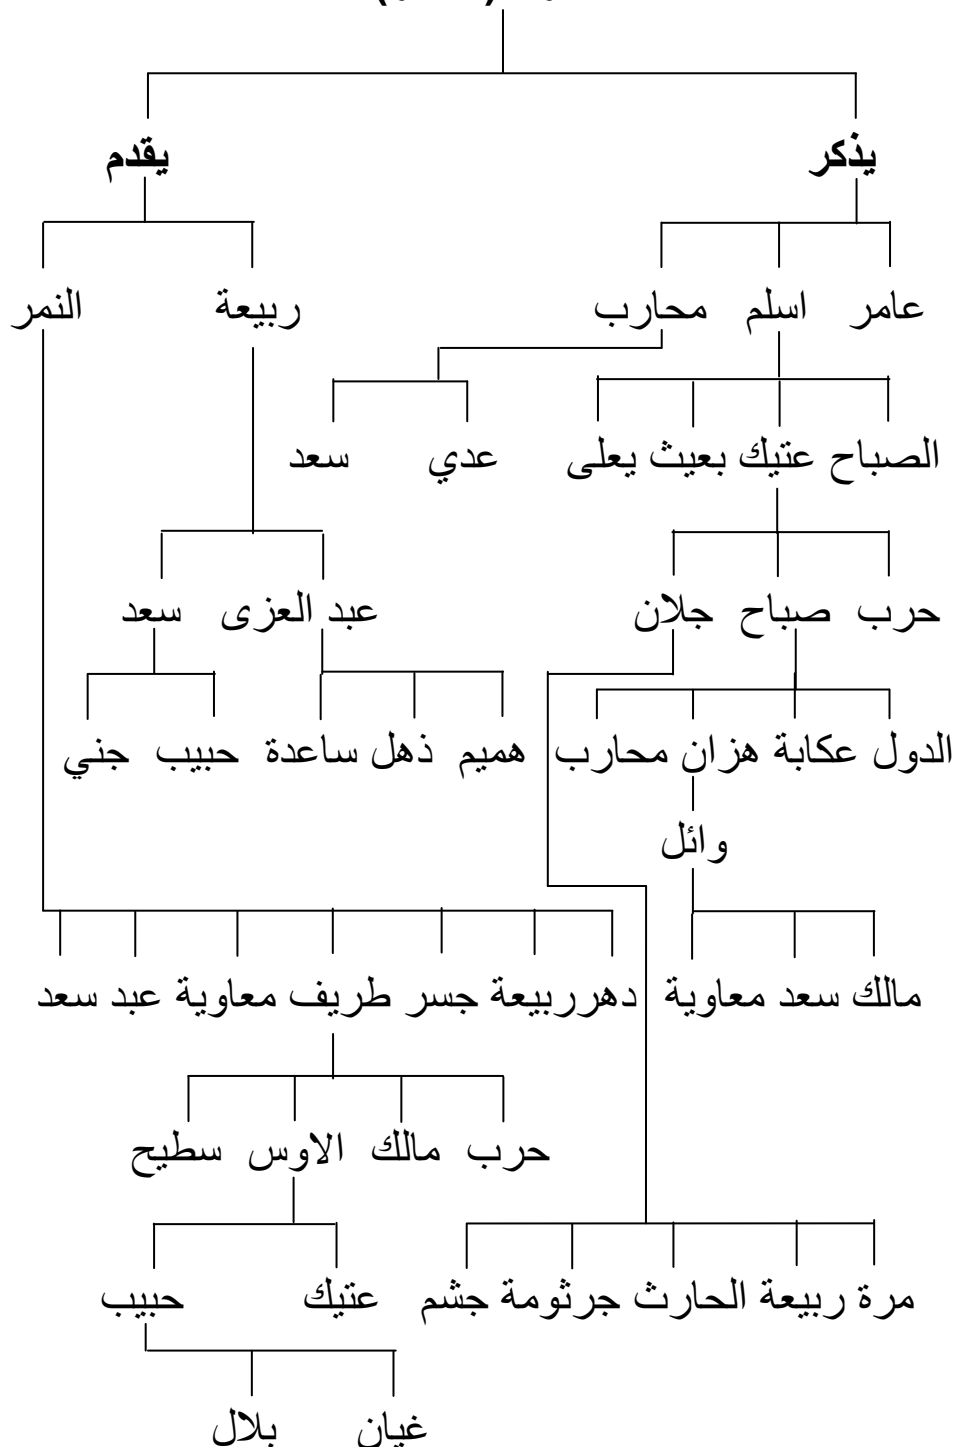 يذكر يقدم
عامر اسلم محارب ربيعة النمر
الصباح عتيك بعيث يعلى عدي سعد
حرب صباح جلان عبد العزى سعد
الدول عكابة هزان محارب هميم ذهل ساعدة حبيب جني
وائل
مالك سعد معاوية دهرربيعة جسر طريف معاوية عبد سعد
حرب مالك الاوس سطيح
مرة ربيعة الحارث جرثومة جشم عتيك حبيب
غيان بلال